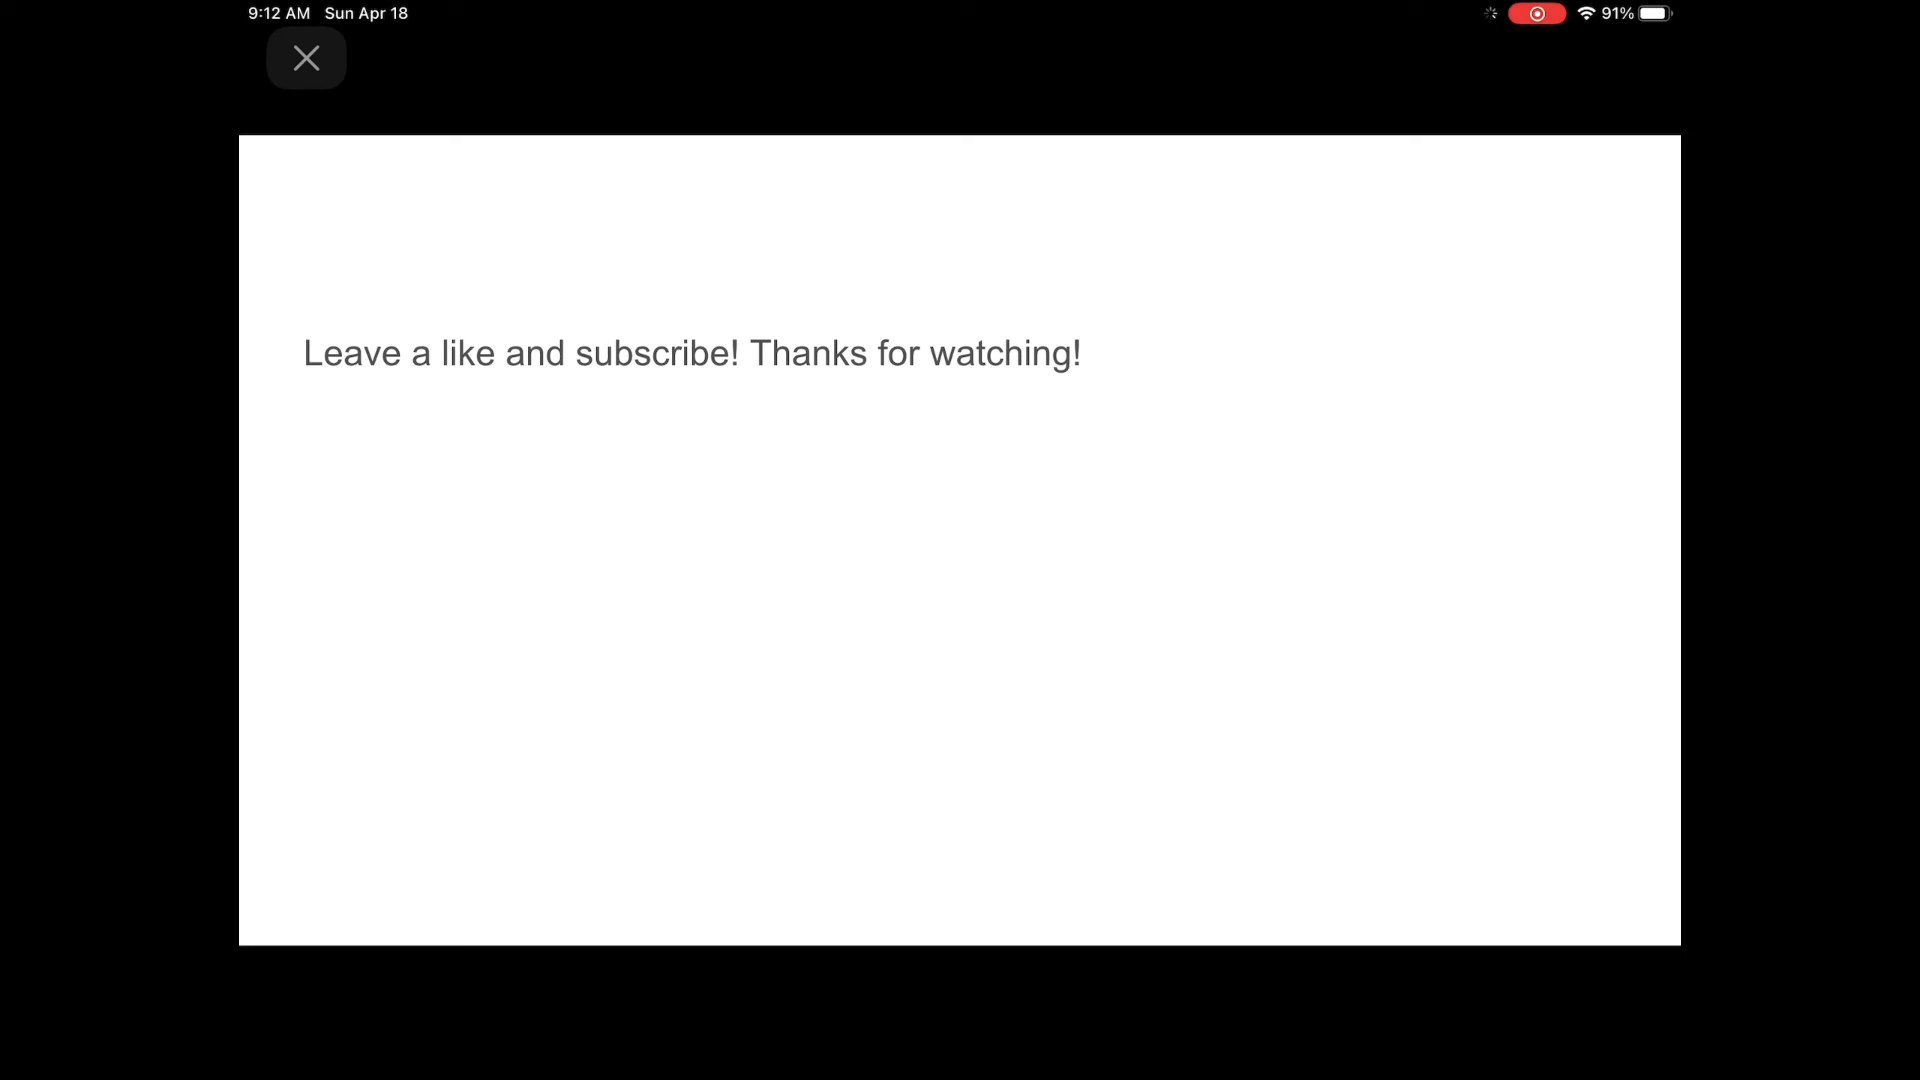 9:12 AM Sun Apr 18 91%
Leave a like and subscribe! Thanks for watching!